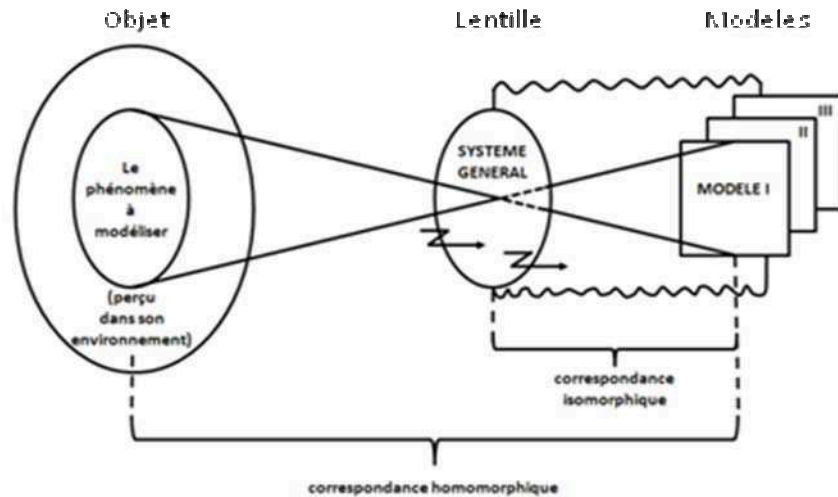 Objet
Lentille
Modeles
Le
phénomène
à
modéliser
(perçu
dans son
environnement)
SYSTEME
GENERAL
MODELE I
II
III
correspondance
isomorphique
correspondance homomorphique